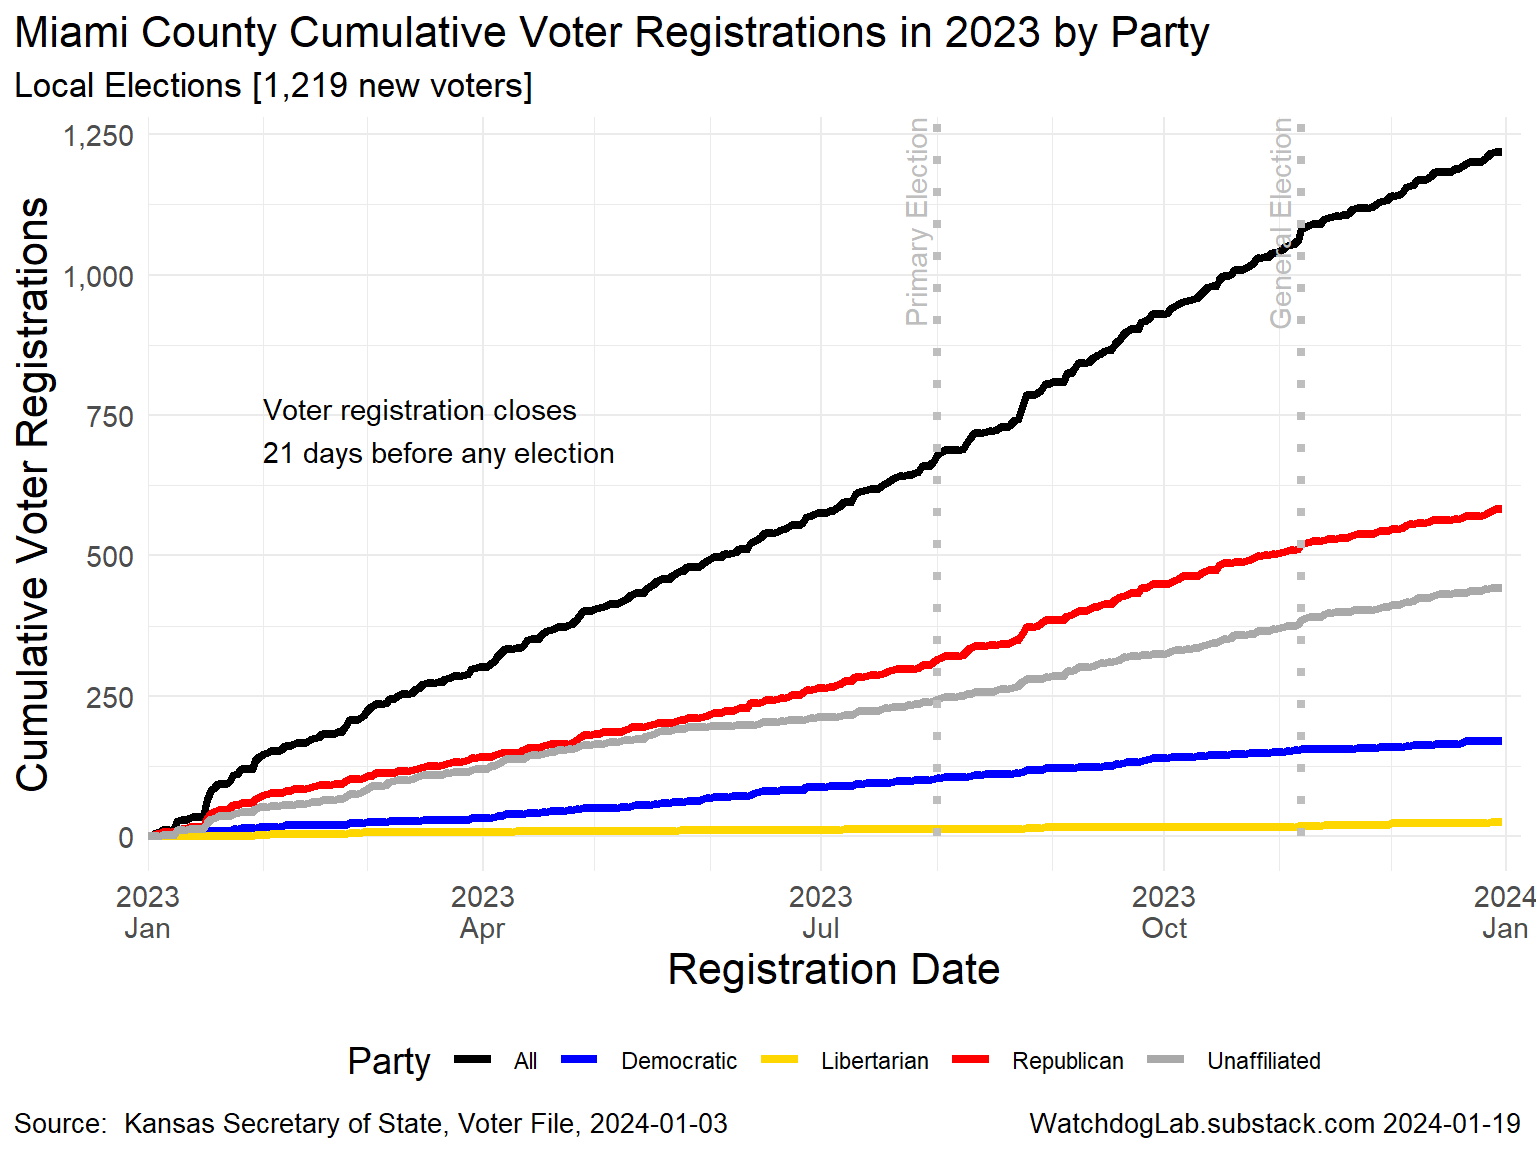 Miami County Cumulative Voter Registrations in 2023 by Party
Local Elections [1,219 new voters]
Cumulative Voter Registrations
1,250
1,000
750
500
250
0
Primary Election
General Election
Voter registration closes
21 days before any election
2023 2023 2023 2023 2024
Jan Apr Jul Oct Jan
Registration Date
Party All Democratic Libertarian Republican Unaffiliated
Source:  Kansas Secretary of State, Voter File, 2024-01-03
WatchdogLab.substack.com 2024-01-19